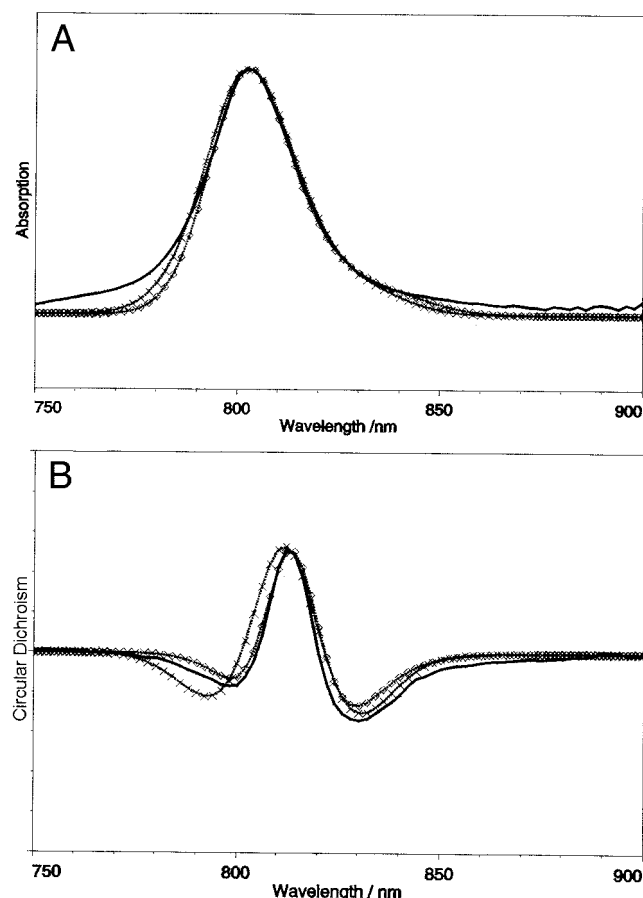 A
Absorption
750 800 850 900
Wavelength /nm
B
Circular Dichroism
750 800 850 900
Wavelength / nm